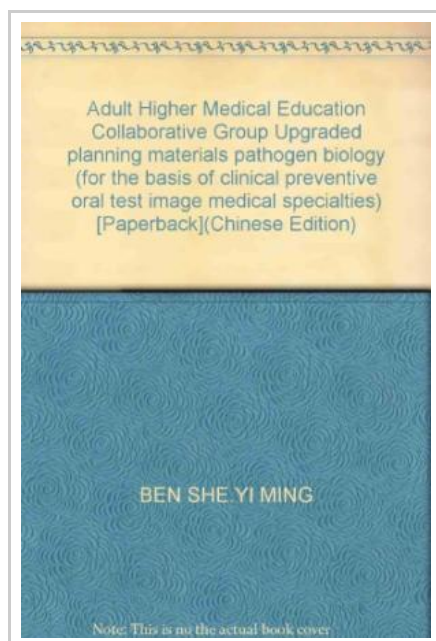 Adult Higher Medical Education
Collaborative Group Upgraded
planning materials pathogen biology
(for the basis of clinical preventive
oral test image medical specialties)
[Paperback](Chinese Edition)
BEN SHE.YI MING
Note: This is no the actual book cover